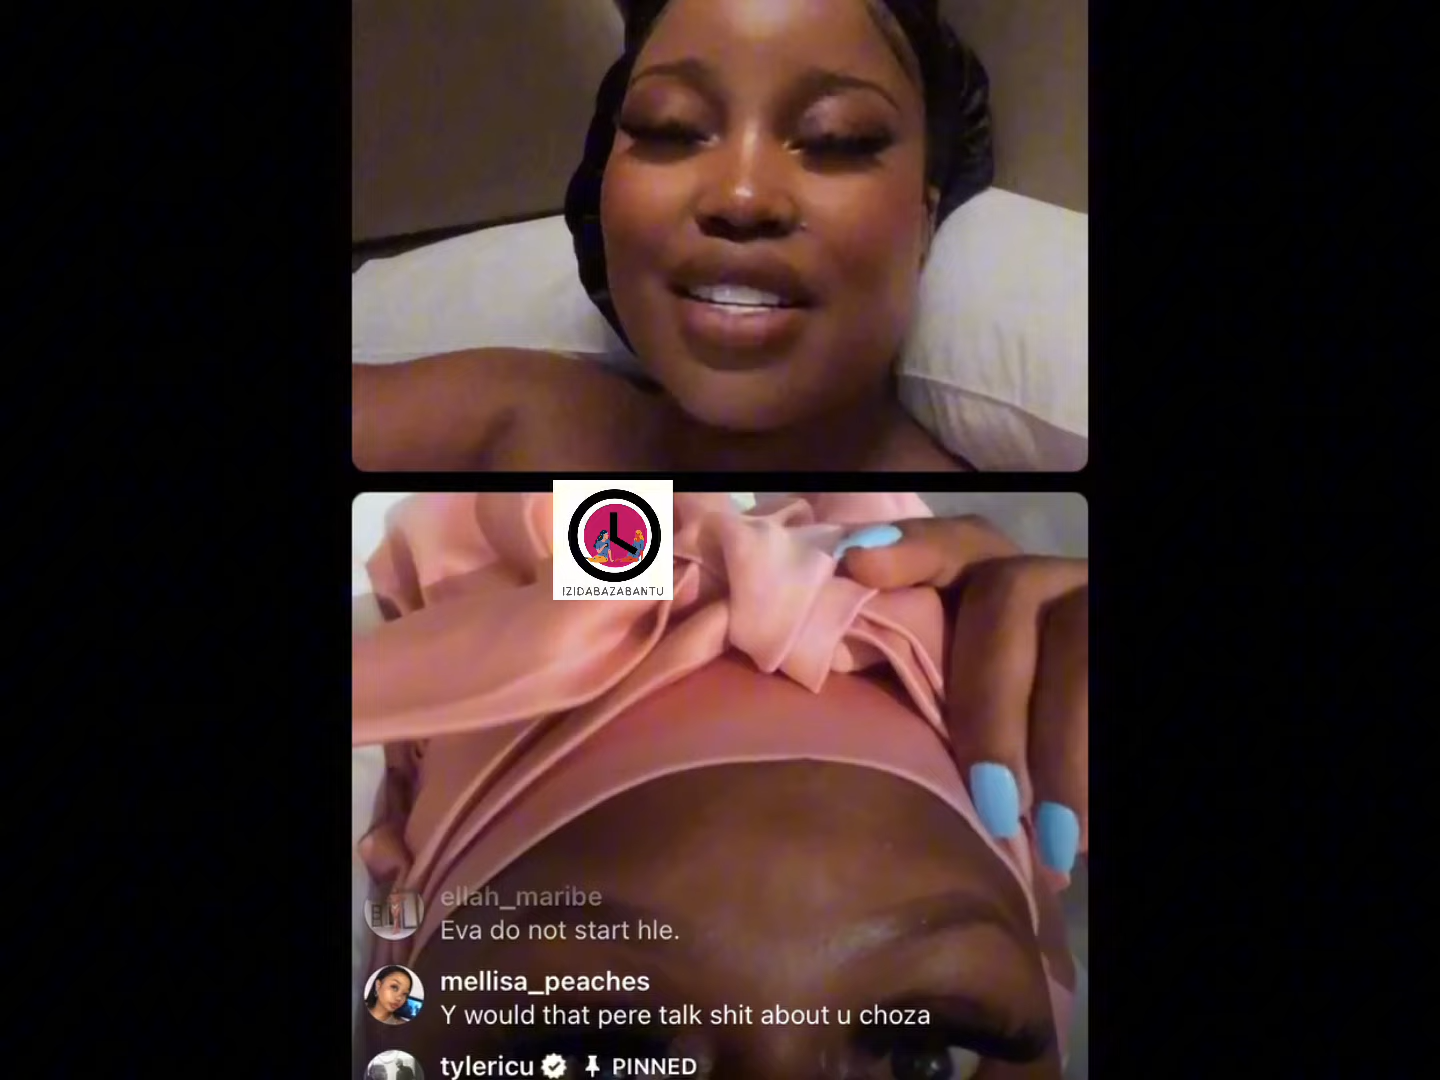 IZIDABAZABANTU
ellah_maribe
Eva do not start hle.
mellisa_peaches
Y would that pere talk shit about u choza
tylericu PINNED